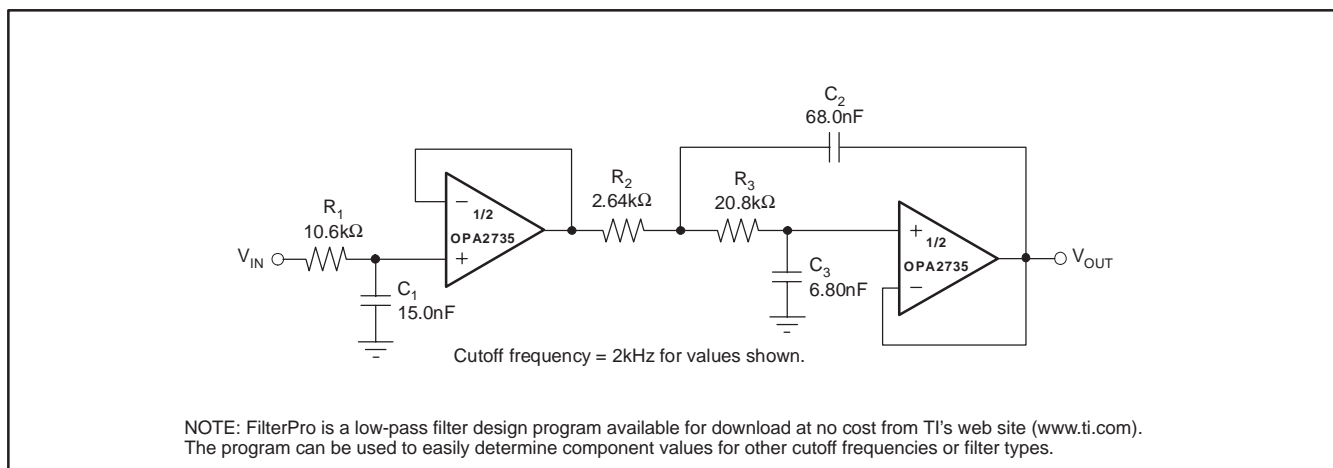 C2
68.0nF
R1
10.6kΩ
R2
2.64kΩ
R3
20.8kΩ
−
1/2
OPA2735
+
+
1/2
OPA2735
−
VIN
VOUT
C1
15.0nF
C3
6.80nF
Cutoff frequency = 2kHz for values shown.
NOTE: FilterPro is a low-pass filter design program available for download at no cost from TI's web site (www.ti.com).
The program can be used to easily determine component values for other cutoff frequencies or filter types.